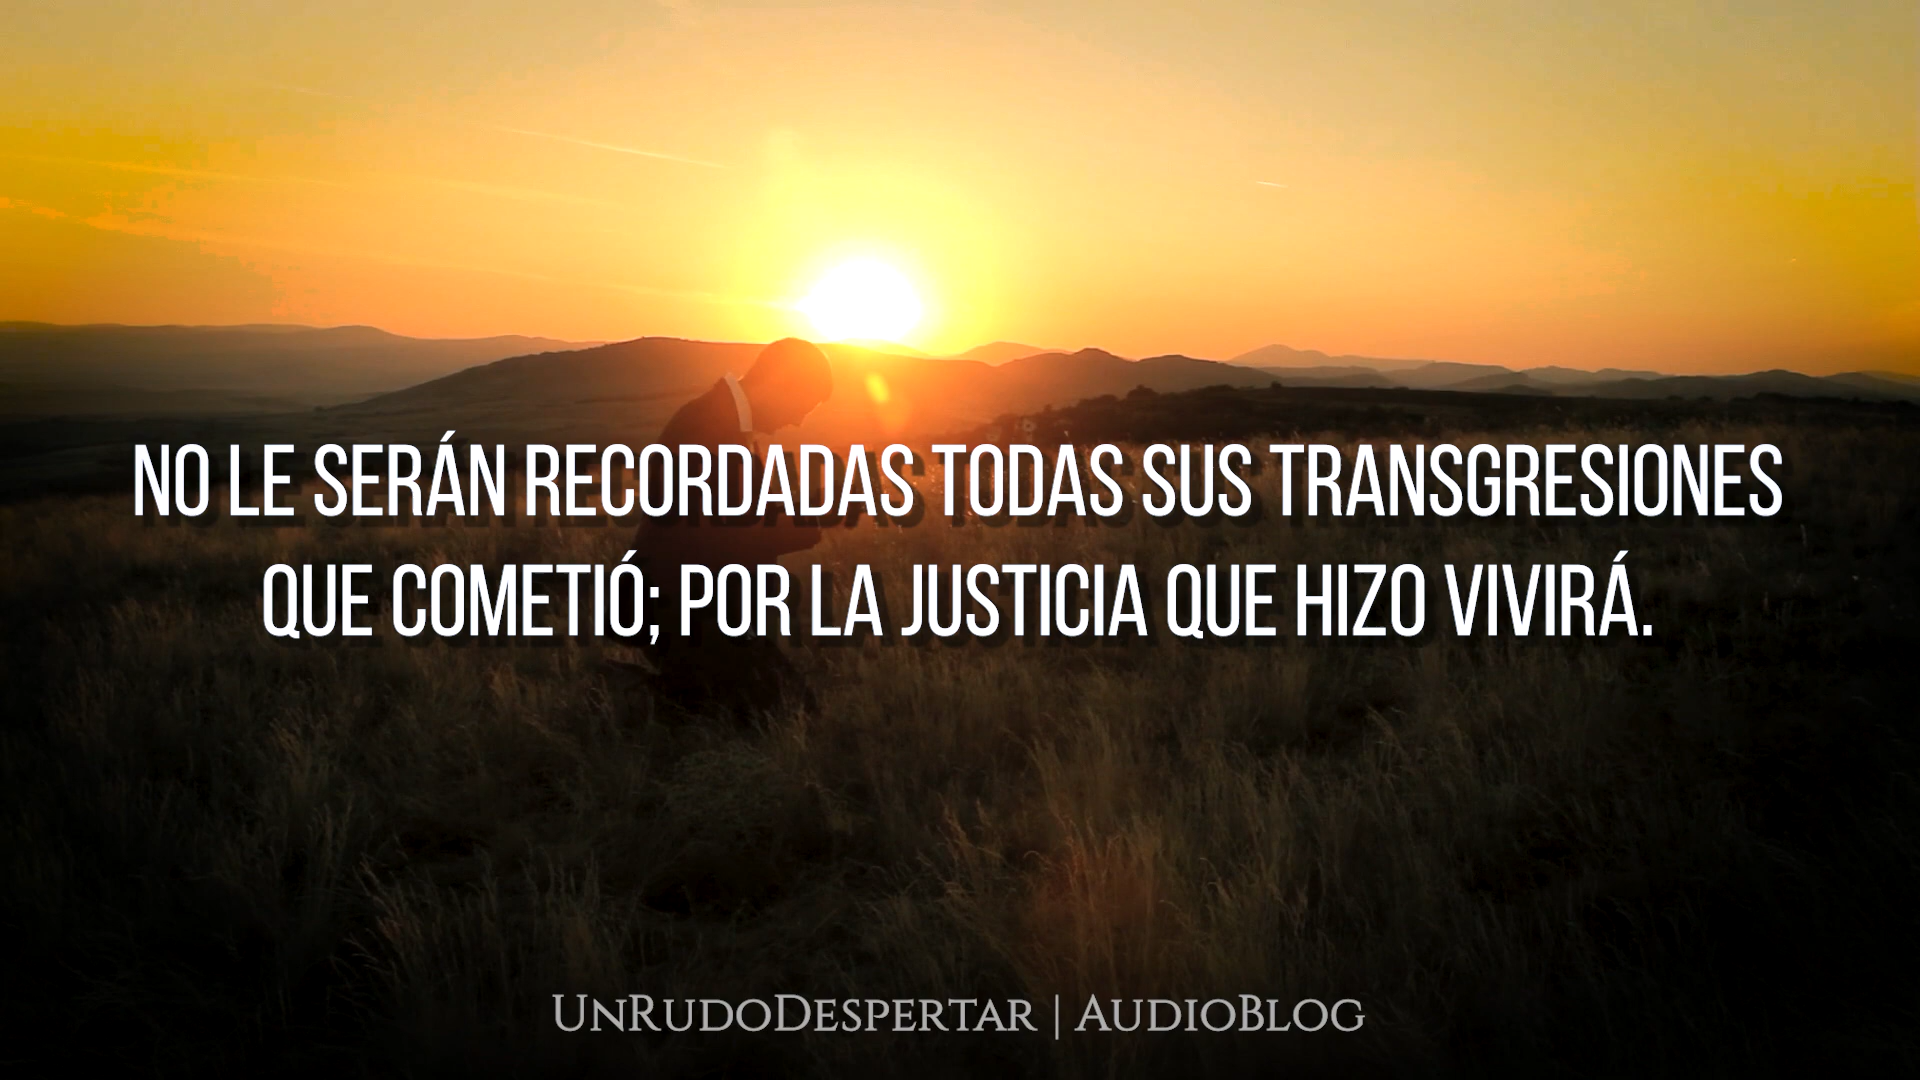 NO LE SERÁN RECORDADAS TODAS SUS TRANSGRESIONES
QUE COMETIÓ; POR LA JUSTICIA QUE HIZO VIVIRÁ.
UNRUDODESPERTAR | AUDIOBLOG